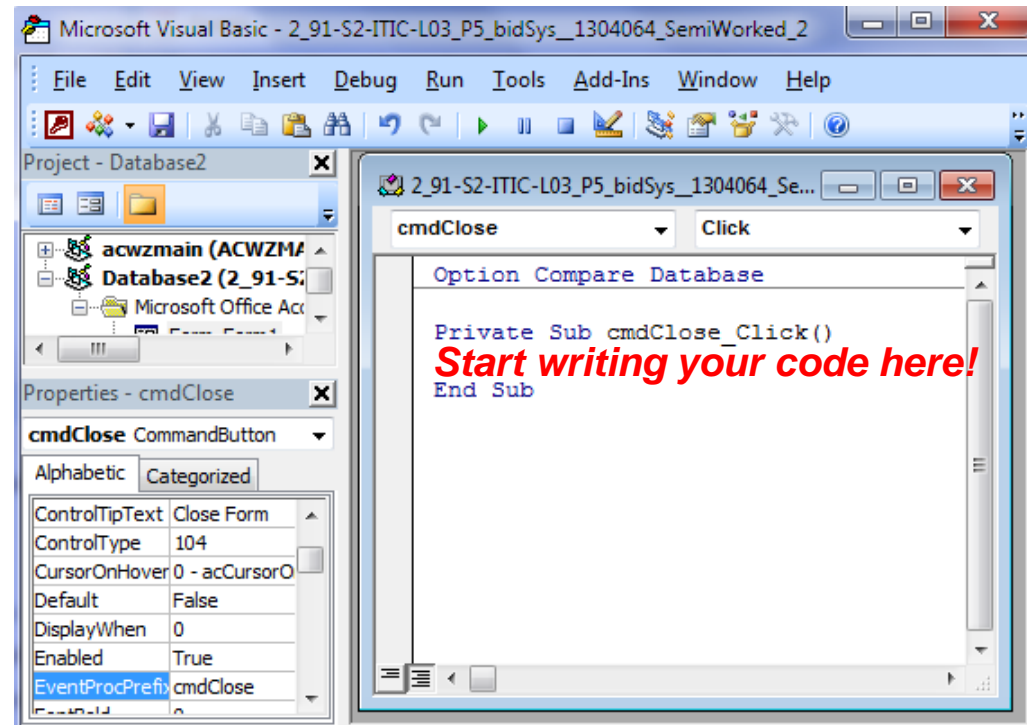 Microsoft Visual Basic - 2_91-S2-ITIC-L03_P5_bidSys__1304064_SemiWorked_2
File Edit View Insert Debug Run Tools Add-Ins Window Help
Project - Database2
acwzmain (ACWZMA
Database2 (2_91-S2
Microsoft Office Acc
Properties - cmdClose
cmdClose CommandButton
Alphabetic Categorized
ControlTipText Close Form
ControlType 104
CursorOnHover 0 - acCursorO
Default False
DisplayWhen 0
Enabled True
EventProcPrefix cmdClose
2_91-S2-ITIC-L03_P5_bidSys__1304064_Se...
cmdClose Click
Option Compare Database
Private Sub cmdClose_Click()
Start writing your code here!
End Sub